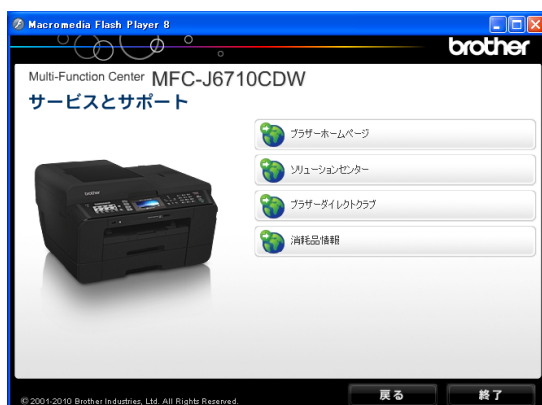 Macromedia Flash Player 8
brother
Multi-Function Center MFC-J6710CDW
サービスとサポート
ブラザーホームページ
ソリューションセンター
ブラザーダイレクトクラブ
消耗品情報
© 2001-2010 Brother Industries, Ltd. All Rights Reserved.
戻る
終了